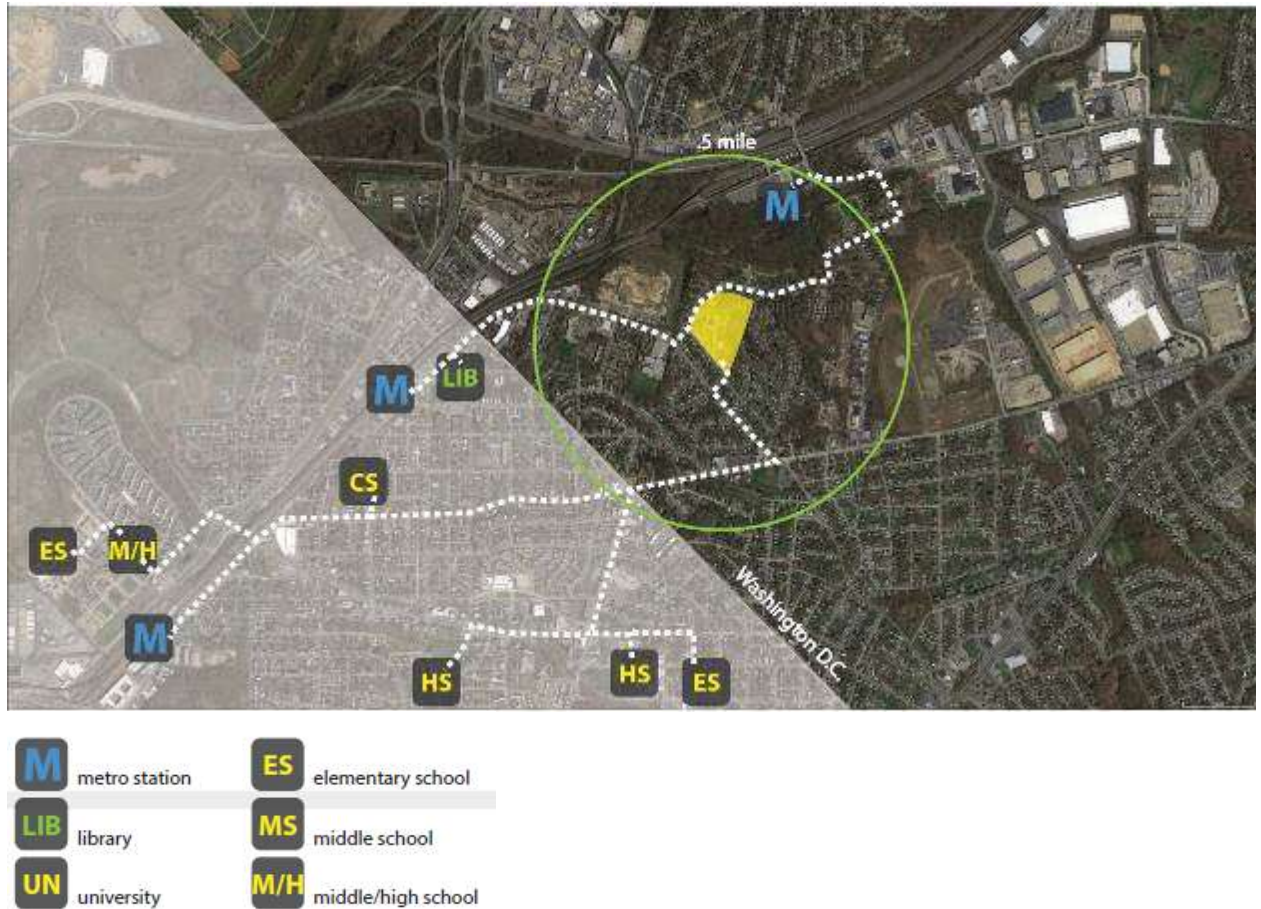 .5 mile
M
M
LIB
CS
ES
M/H
M
Washington D.C.
HS
HS
ES
M metro station
ES elementary school
LIB library
MS middle school
UN university
M/H middle/high school